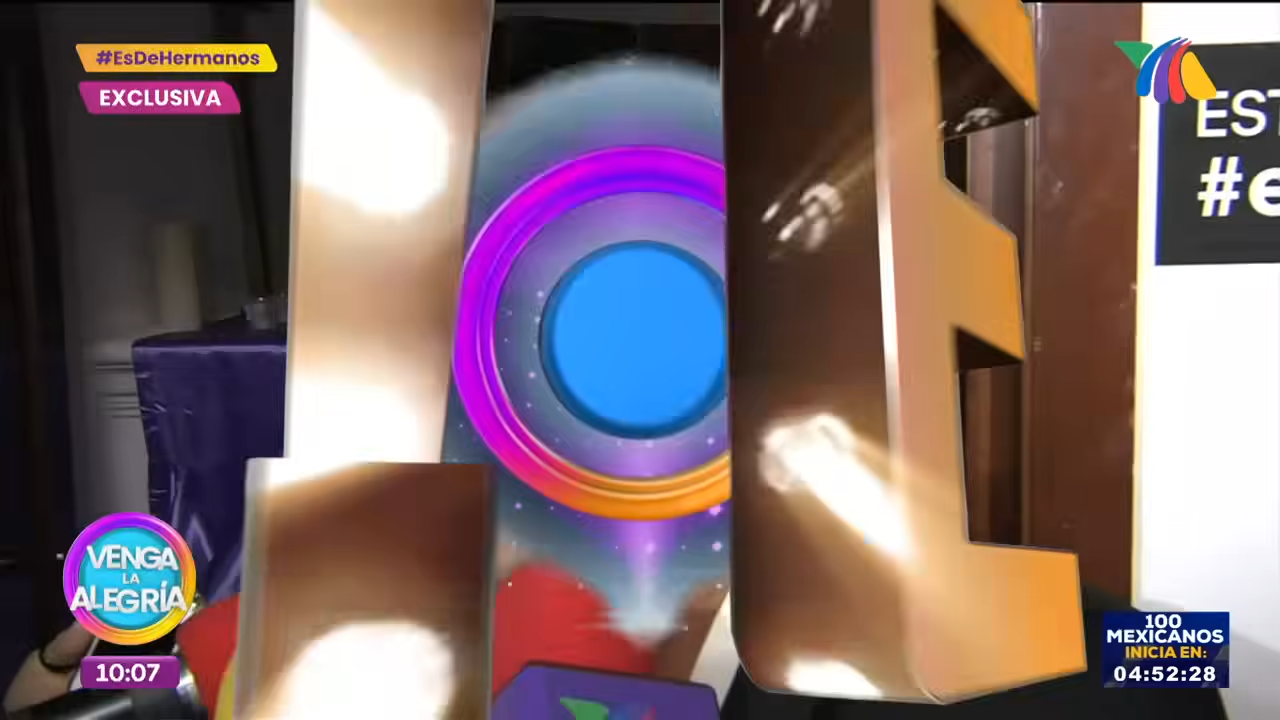 #EsDeHermanos
EXCLUSIVA
EST
#e
VENGA
LA
ALEGRÍA
10:07
100
MEXICANOS
INICIA EN:
04:52:28